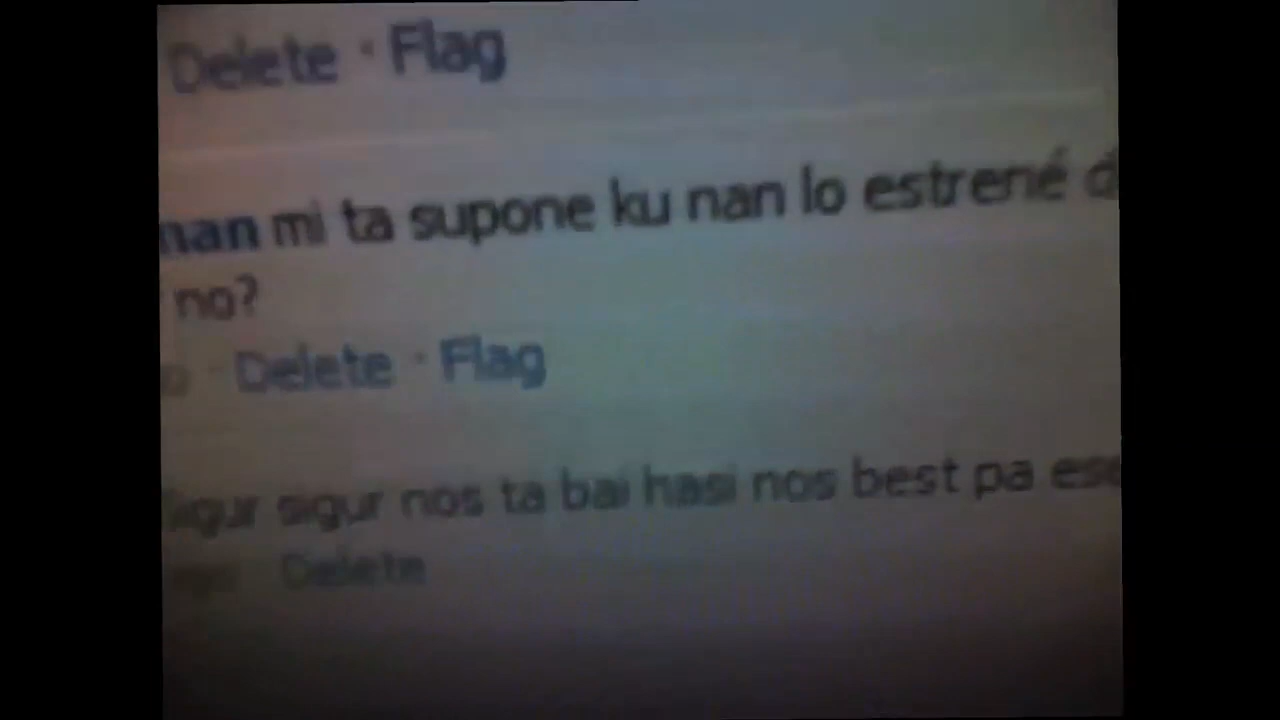 Delete · Flag
nan mi ta supone ku nan lo estrené d
no?
Delete · Flag
sigur nos ta bai hasi nos best pa es
Delete